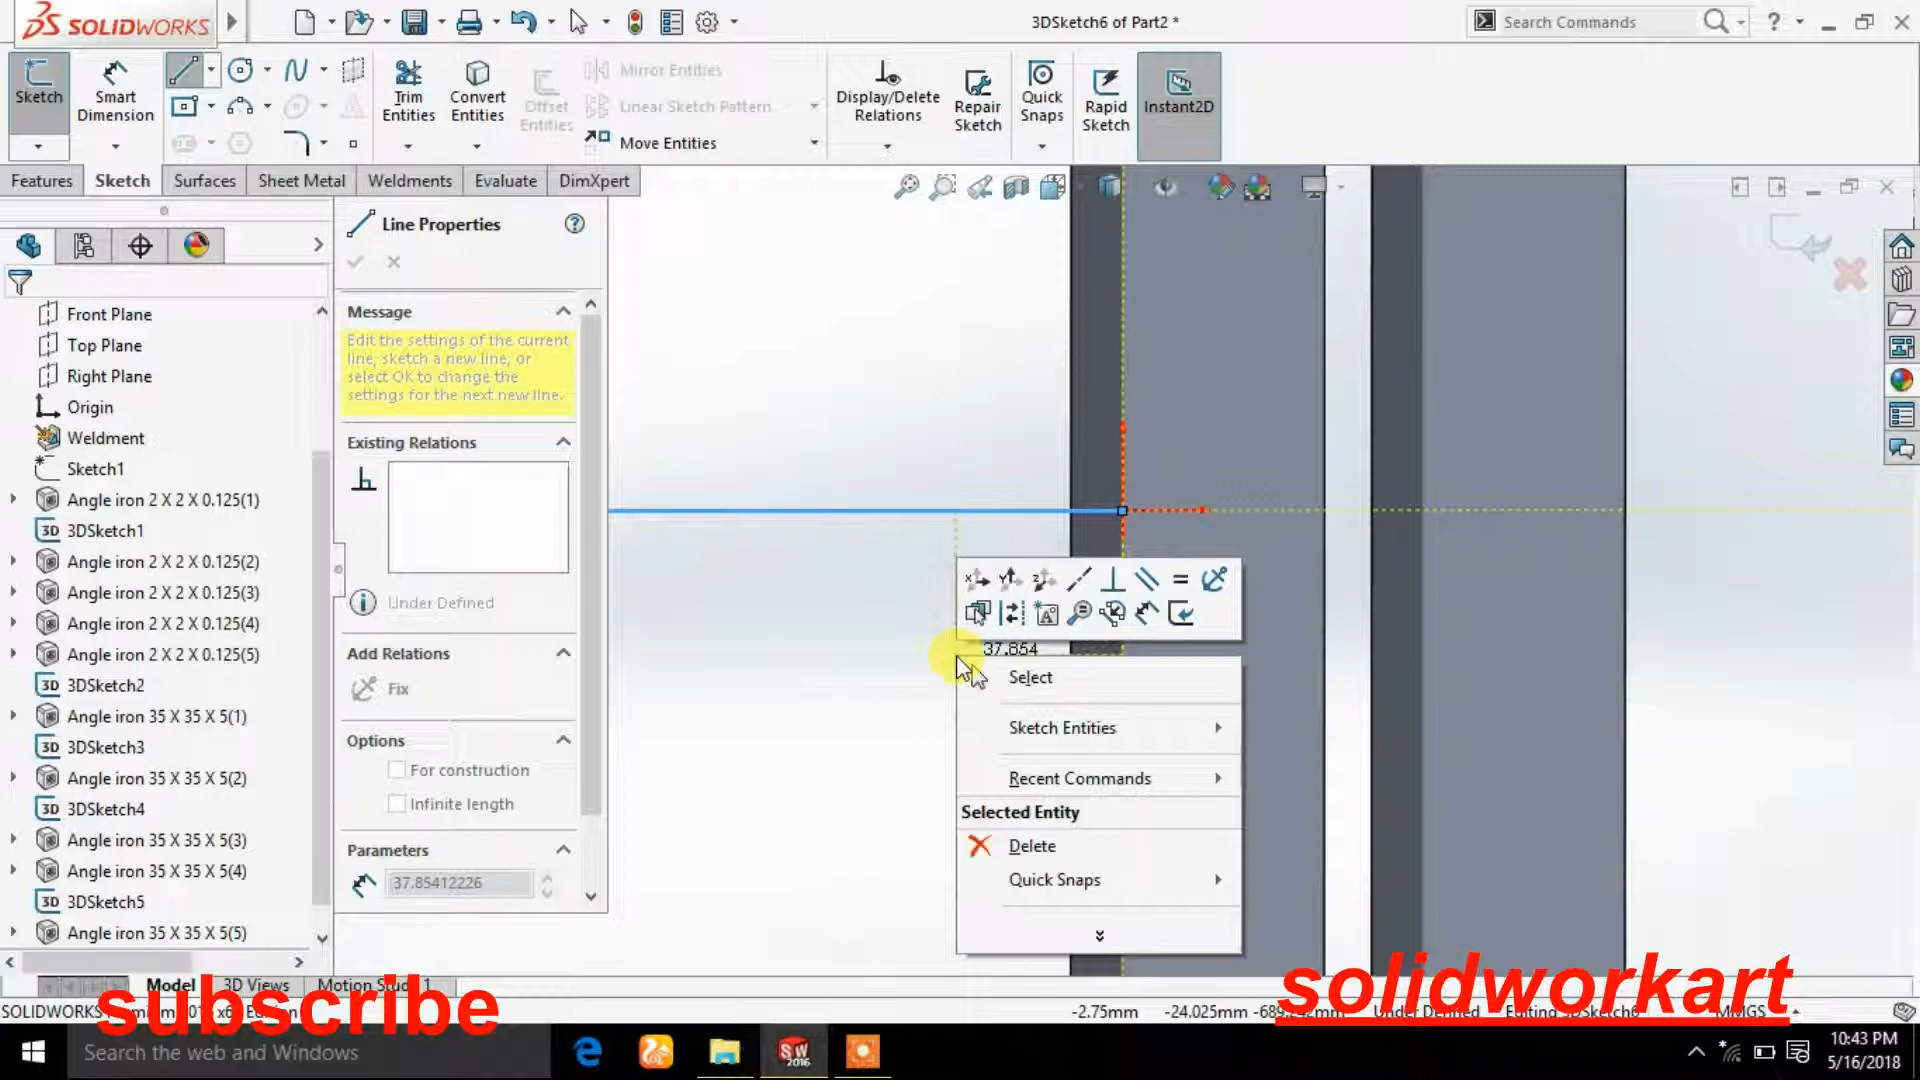 SOLIDWORKS
3DSketch6 of Part2 *
Search Commands
Sketch
Smart Dimension
Trim Entities
Convert Entities
Offset Entities
Mirror Entities
Linear Sketch Pattern
Move Entities
Display/Delete Relations
Repair Sketch
Quick Snaps
Rapid Sketch
Instant2D
Features
Sketch
Surfaces
Sheet Metal
Weldments
Evaluate
DimXpert
Front Plane
Top Plane
Right Plane
Origin
Weldment
Sketch1
Angle iron 2 X 2 X 0.125(1)
3D 3DSketch1
Angle iron 2 X 2 X 0.125(2)
Angle iron 2 X 2 X 0.125(3)
Angle iron 2 X 2 X 0.125(4)
Angle iron 2 X 2 X 0.125(5)
3D 3DSketch2
Angle iron 35 X 35 X 5(1)
3D 3DSketch3
Angle iron 35 X 35 X 5(2)
3D 3DSketch4
Angle iron 35 X 35 X 5(3)
Angle iron 35 X 35 X 5(4)
3D 3DSketch5
Angle iron 35 X 35 X 5(5)
Line Properties
Message
Edit the settings of the current
line, sketch a new line, or
select OK to change the
settings for the next new line.
Existing Relations
Under Defined
Add Relations
Fix
Options
For construction
Infinite length
Parameters
37.85412226
37.854
Select
Sketch Entities
Recent Commands
Selected Entity
Delete
Quick Snaps
Model
3D Views
Motion Study 1
subscribe
solidworkart
SOLIDWORKS
-2.75mm
-24.025mm
Under Defined
Editing 3DSketch6
MMGS
Search the web and Windows
SW
2016
10:43 PM
5/16/2018